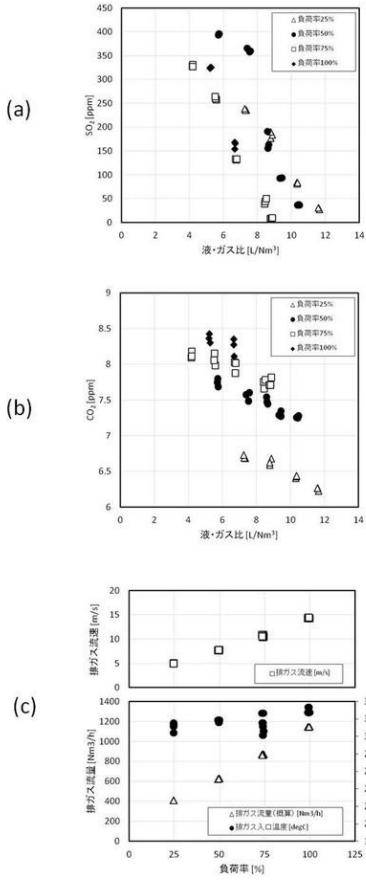 (a)
SO₂ [ppm]
500
450
400
350
300
250
200
150
100
50
0
△負荷率25%
●負荷率50%
□負荷率75%
◆負荷率100%
0 2 4 6 8 10 12 14
液・ガス比 [L/Nm³]
(b)
CO₂ [ppm]
9
8.5
8
7.5
7
6.5
6
△負荷率25%
●負荷率50%
□負荷率75%
◆負荷率100%
0 2 4 6 8 10 12 14
液・ガス比 [L/Nm³]
(c)
排ガス流速 [m/s]
20
15
10
5
0
□排ガス流速 [m/s]
排ガス流量 [Nm3/h]
1400
1200
1000
800
600
400
200
0
△排ガス流量(概算) [Nm3/h]
●排ガス入口温度[degC]
0 25 50 75 100 125
負荷率 [%]